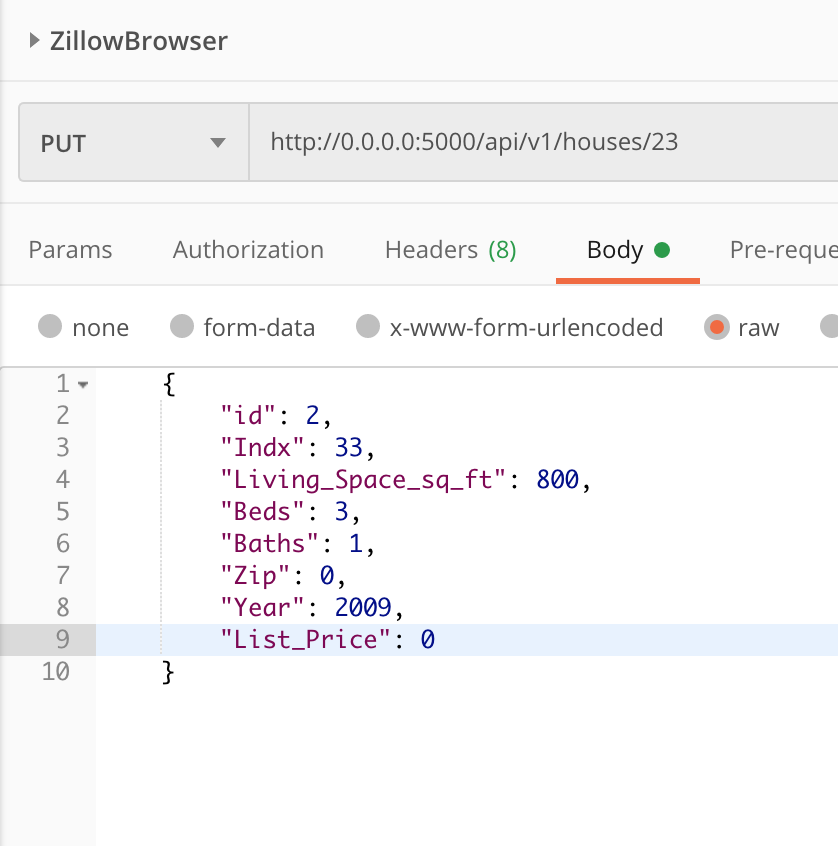 ZillowBrowser
PUT http://0.0.0.0:5000/api/v1/houses/23
Params Authorization Headers (8) Body Pre-reque
none form-data x-www-form-urlencoded raw
1 {
2 "id": 2,
3 "Indx": 33,
4 "Living_Space_sq_ft": 800,
5 "Beds": 3,
6 "Baths": 1,
7 "Zip": 0,
8 "Year": 2009,
9 "List_Price": 0
10 }